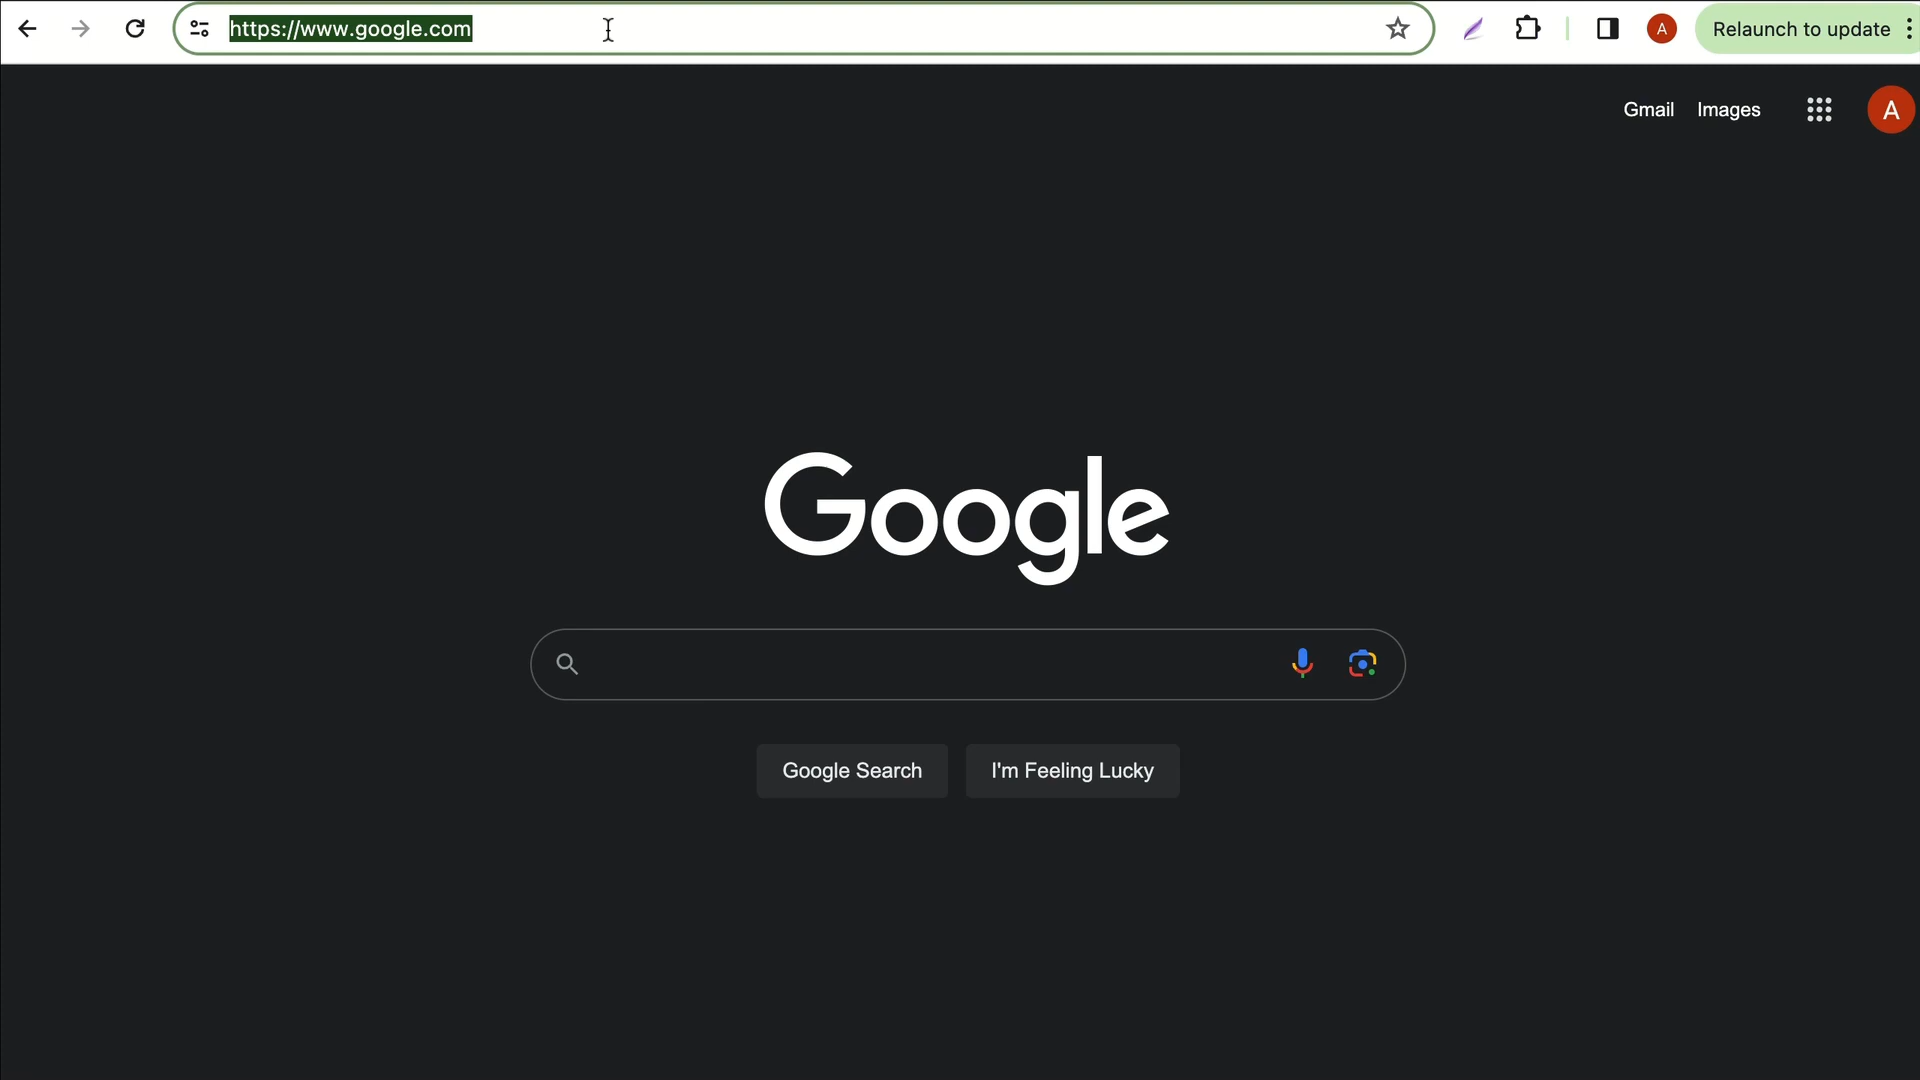 https://www.google.com
A
Relaunch to update
Gmail
Images
A
Google
Google Search
I'm Feeling Lucky